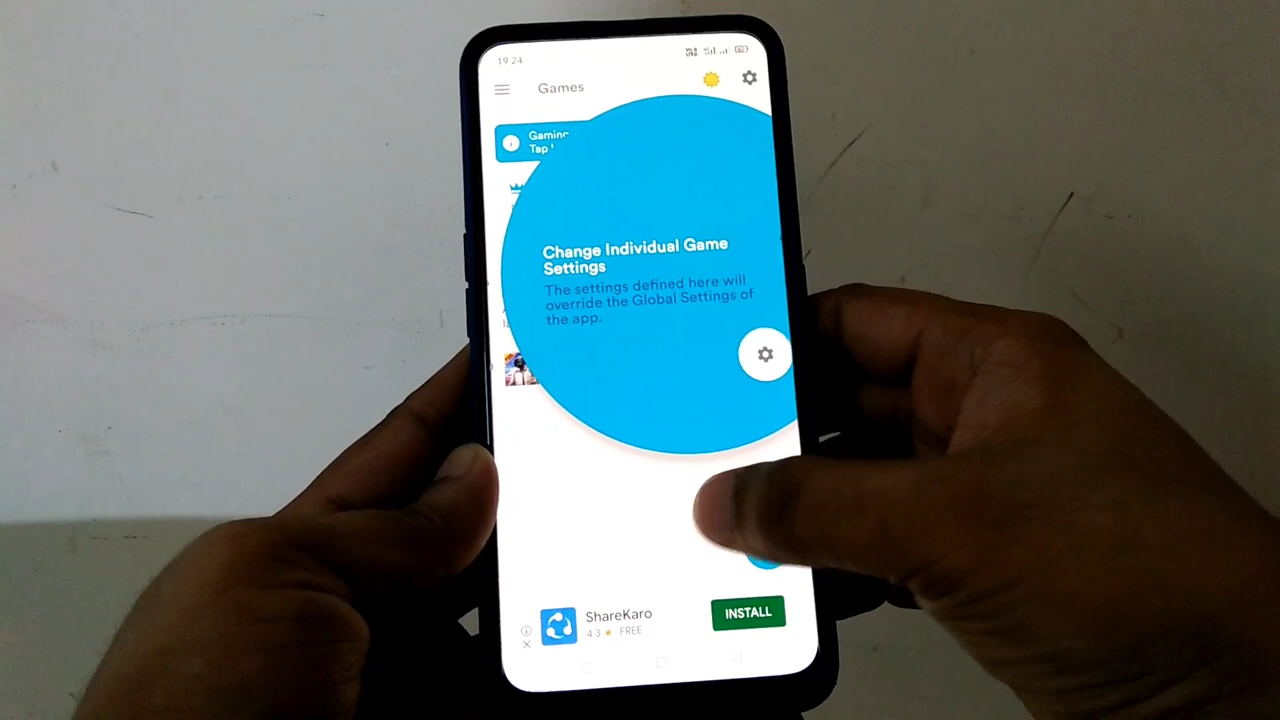 19 24
Games
Gaming
Tap
Change Individual Game
Settings
The settings defined here will
override the Global Settings of
the app.
ShareKaro
4.3 ★ FREE
INSTALL